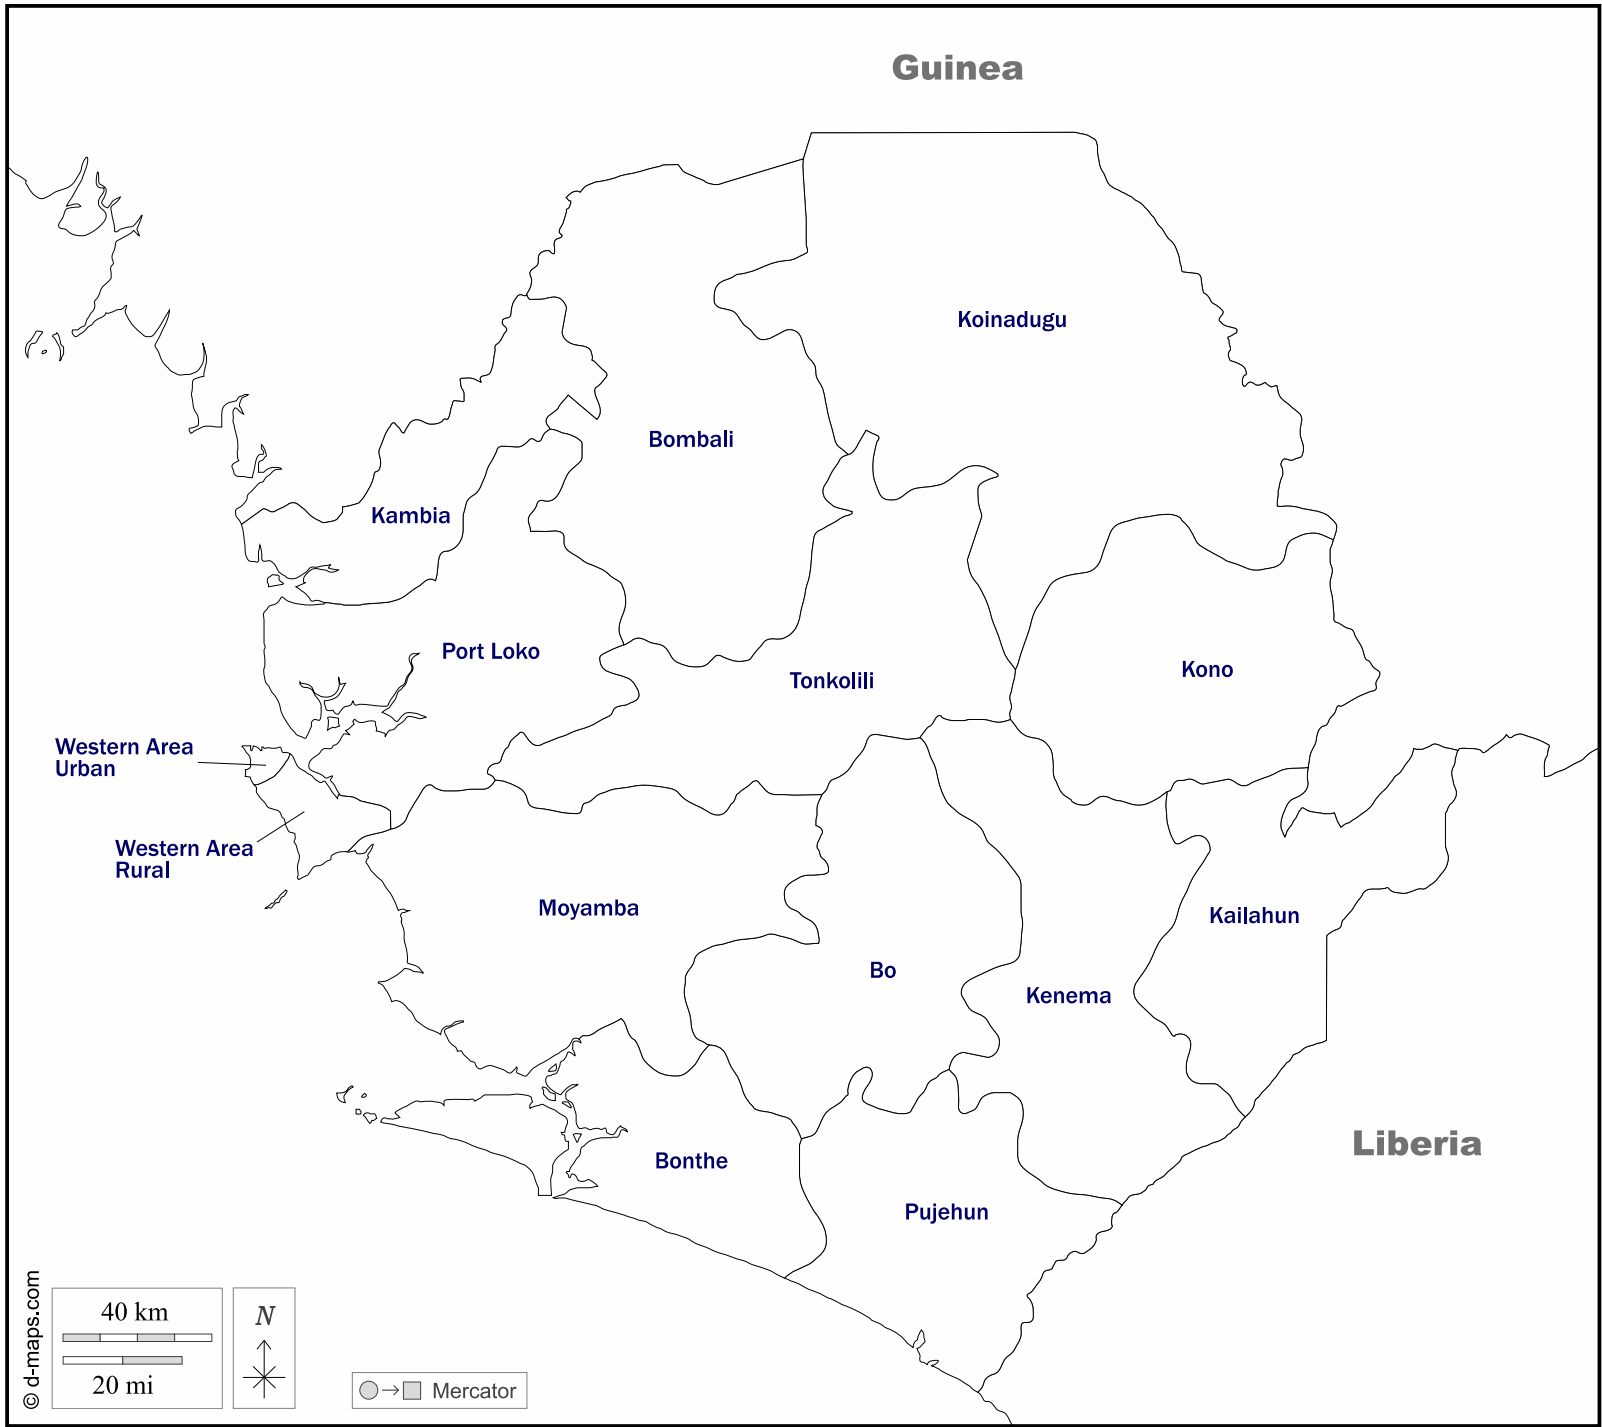 Guinea
Koinadugu
Bombali
Kambia
Port Loko
Tonkolili
Kono
Western Area
Urban
Western Area
Rural
Moyamba
Kailahun
Bo
Kenema
Liberia
Bonthe
Pujehun
© d-maps.com
40 km
20 mi
N
Mercator